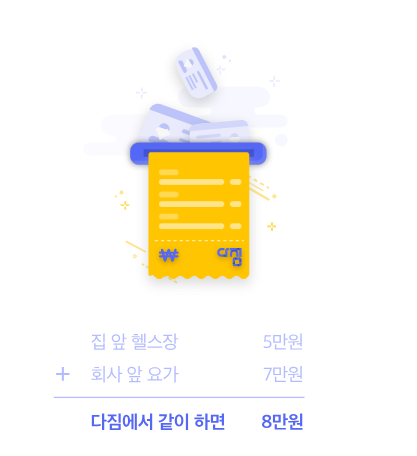 ₩ 다짐
집 앞 헬스장 5만원
+ 회사 앞 요가 7만원
다짐에서 같이 하면 8만원